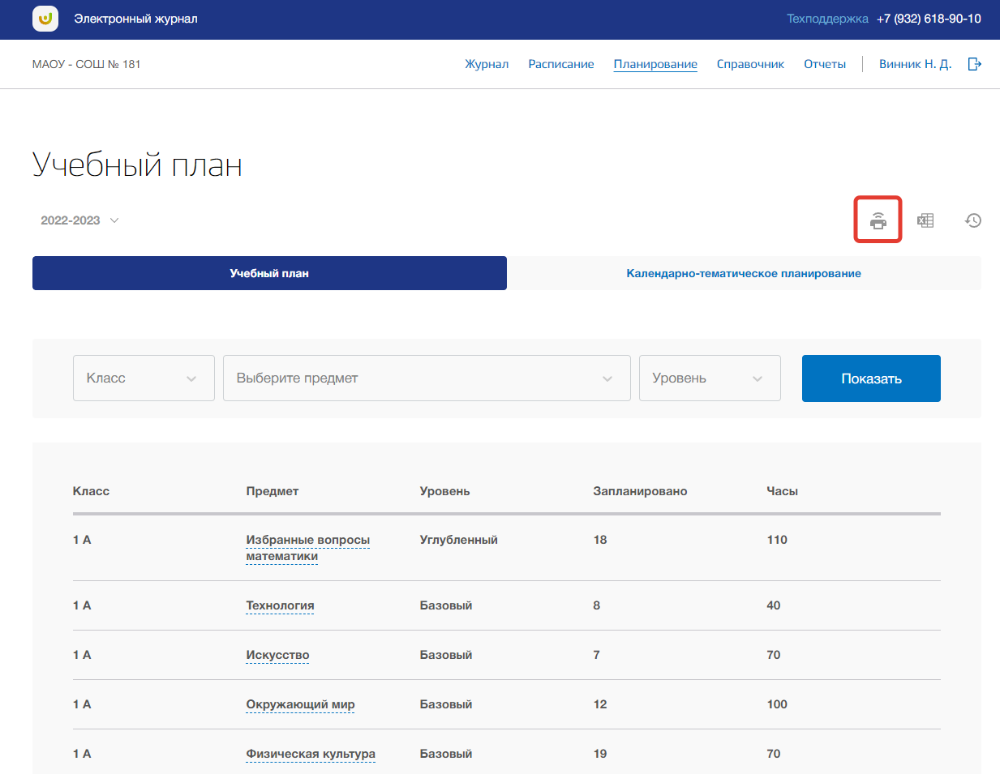 Электронный журнал
Техподдержка +7 (932) 618-90-10
МАОУ - СОШ № 181
Журнал Расписание Планирование Справочник Отчеты Винник Н. Д.
Учебный план
2022-2023
Учебный план Календарно-тематическое планирование
Класс Выберите предмет Уровень Показать
Класс Предмет Уровень Запланировано Часы
1 А Избранные вопросы Углубленный 18 110
математики
1 А Технология Базовый 8 40
1 А Искусство Базовый 7 70
1 А Окружающий мир Базовый 12 100
1 А Физическая культура Базовый 19 70